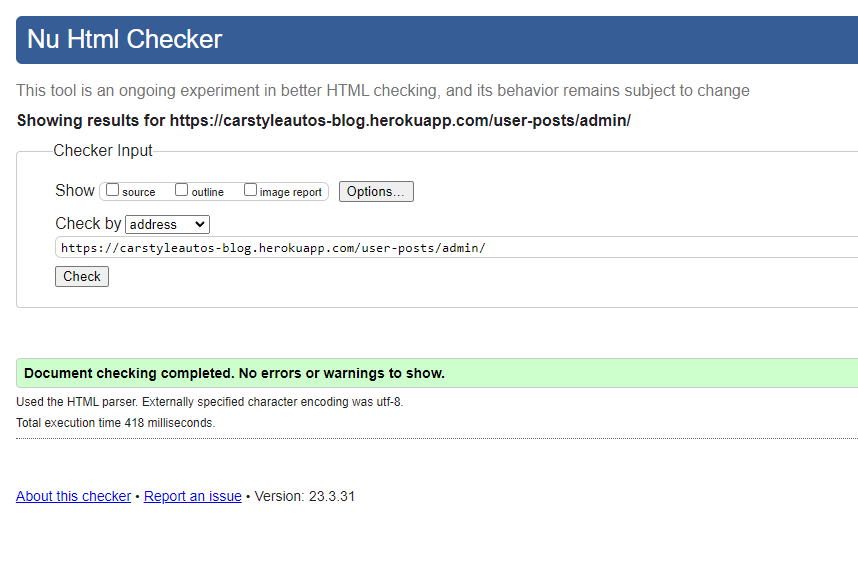 Nu Html Checker
This tool is an ongoing experiment in better HTML checking, and its behavior remains subject to change
Showing results for https://carstyleautos-blog.herokuapp.com/user-posts/admin/
Checker Input
Show source outline image report Options...
Check by address
https://carstyleautos-blog.herokuapp.com/user-posts/admin/
Check
Document checking completed. No errors or warnings to show.
Used the HTML parser. Externally specified character encoding was utf-8.
Total execution time 418 milliseconds.
About this checker • Report an issue • Version: 23.3.31